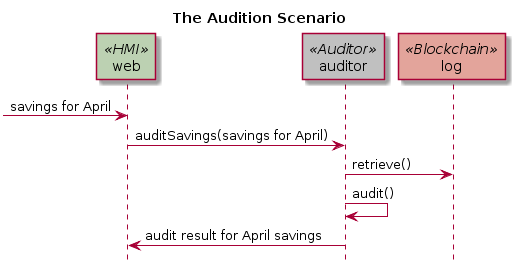 The Audition Scenario
«HMI»
web
«Auditor»
auditor
«Blockchain»
log
savings for April
auditSavings(savings for April)
retrieve()
audit()
audit result for April savings